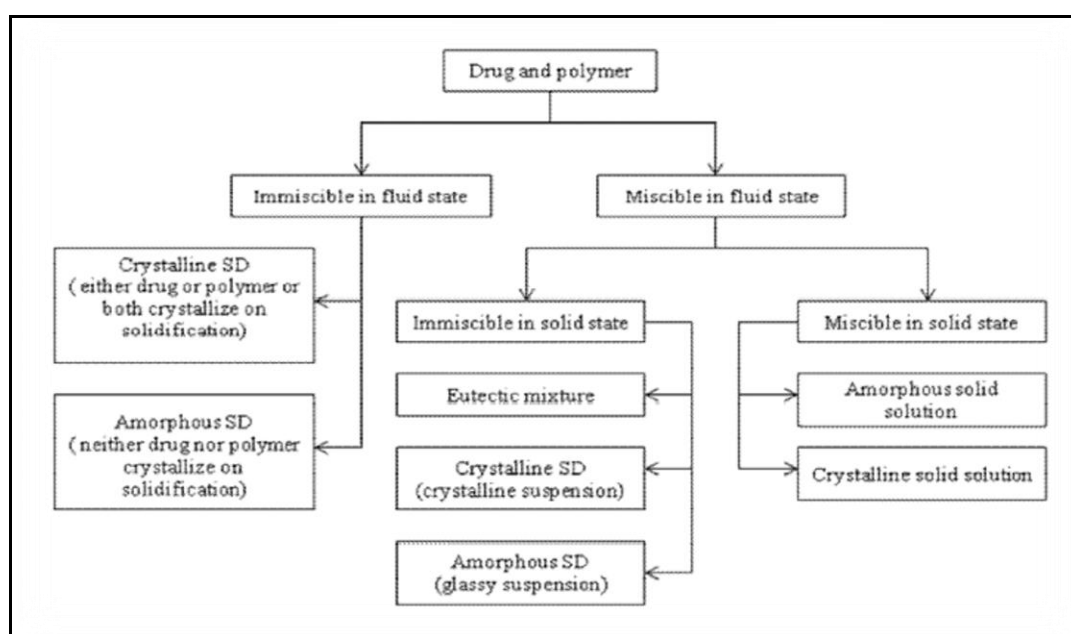 Drug and polymer
Immiscible in fluid state
Miscible in fluid state
Crystalline SD
( either drug or polymer or
both crystallize on
solidification)
Amorphous SD
( neither drug nor polymer
crystallize on
solidification)
Immiscible in solid state
Eutectic mixture
Crystalline SD
(crystalline suspension)
Amorphous SD
(glassy suspension)
Miscible in solid state
Amorphous solid
solution
Crystalline solid solution